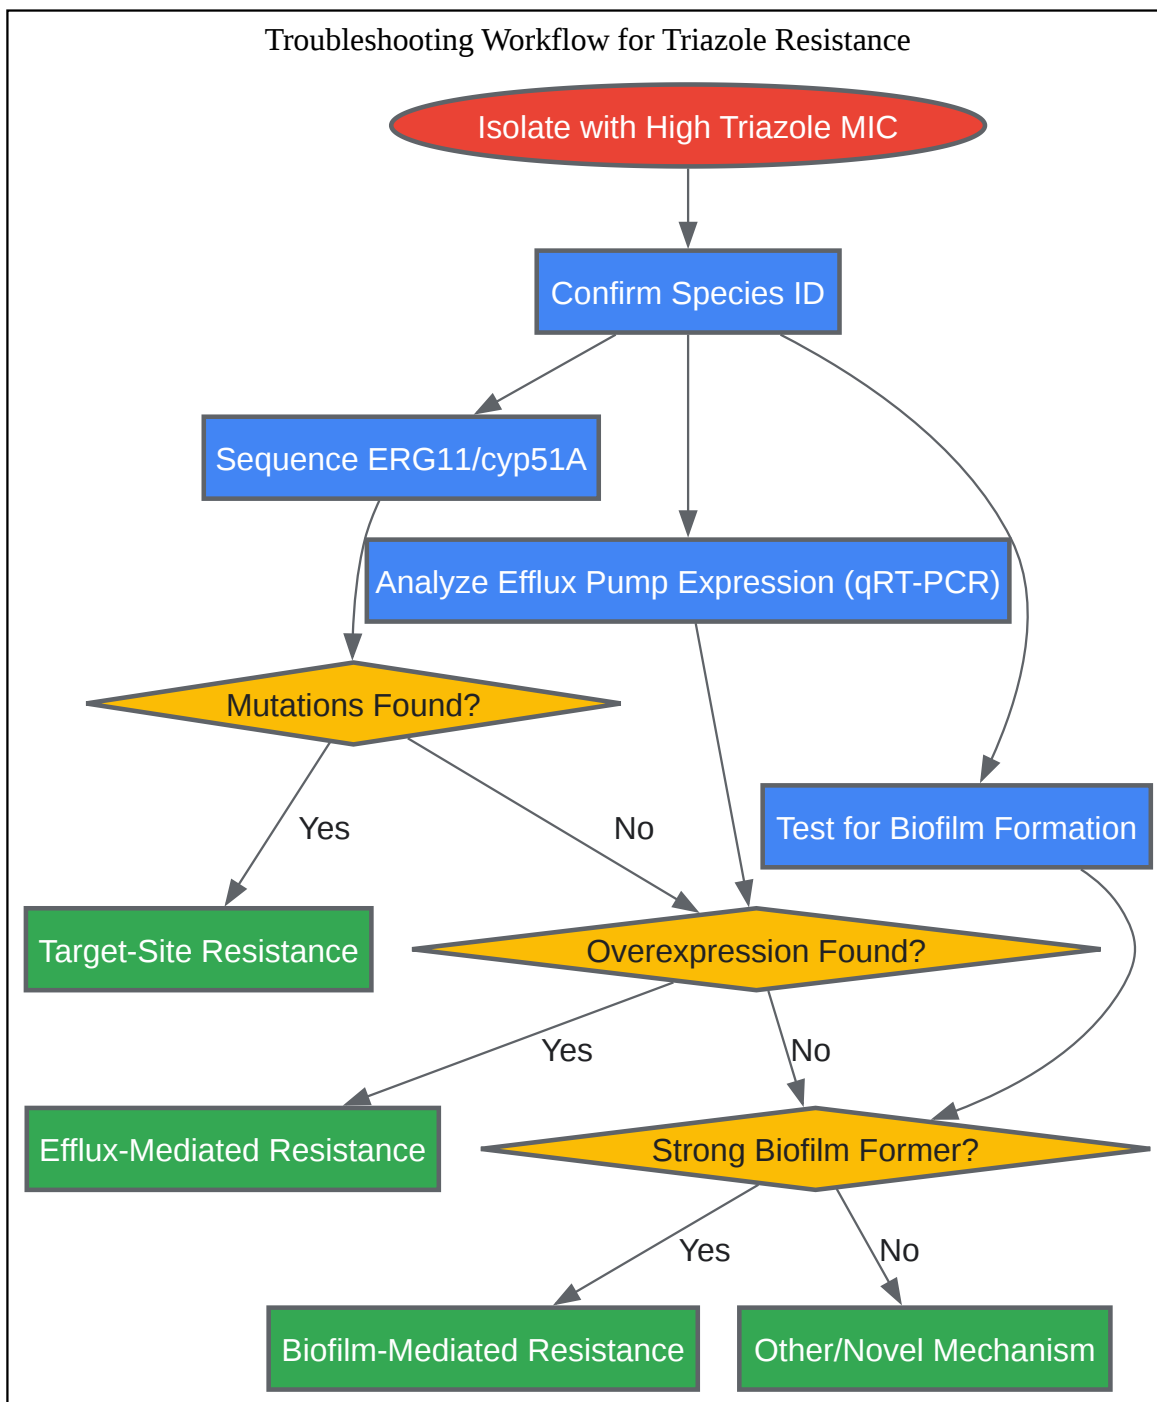 Troubleshooting Workflow for Triazole Resistance
Isolate with High Triazole MIC
Confirm Species ID
Sequence ERG11/cyp51A
Analyze Efflux Pump Expression (qRT-PCR)
Mutations Found?
Test for Biofilm Formation
Yes
No
Target-Site Resistance
Overexpression Found?
Yes
No
Efflux-Mediated Resistance
Strong Biofilm Former?
Yes
No
Biofilm-Mediated Resistance
Other/Novel Mechanism